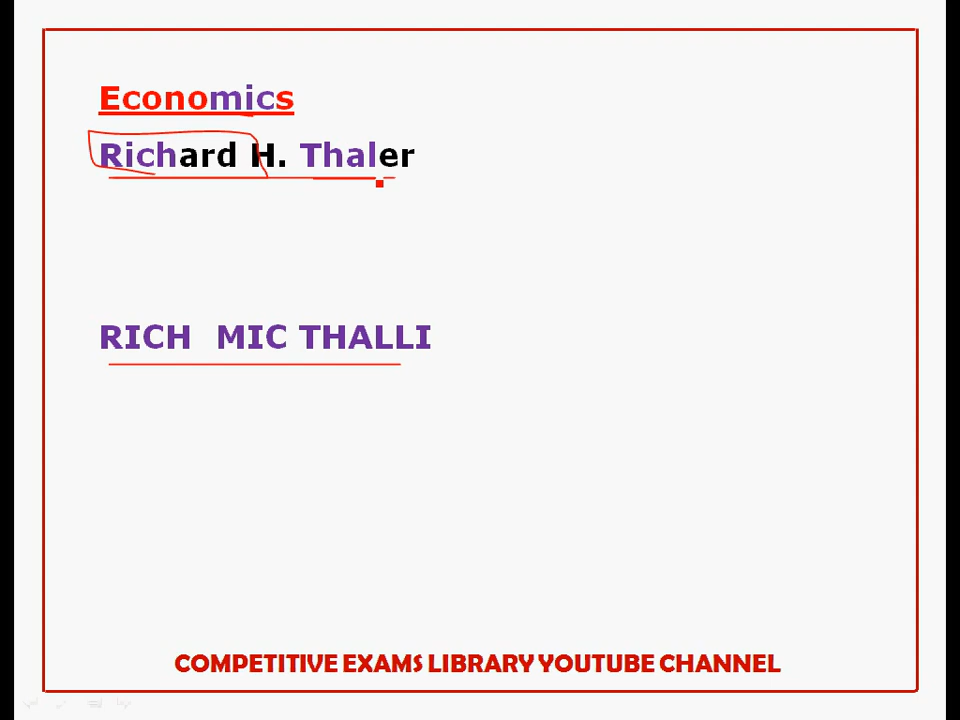 Economics
Richard H. Thaler
RICH MIC THALLI
COMPETITIVE EXAMS LIBRARY YOUTUBE CHANNEL